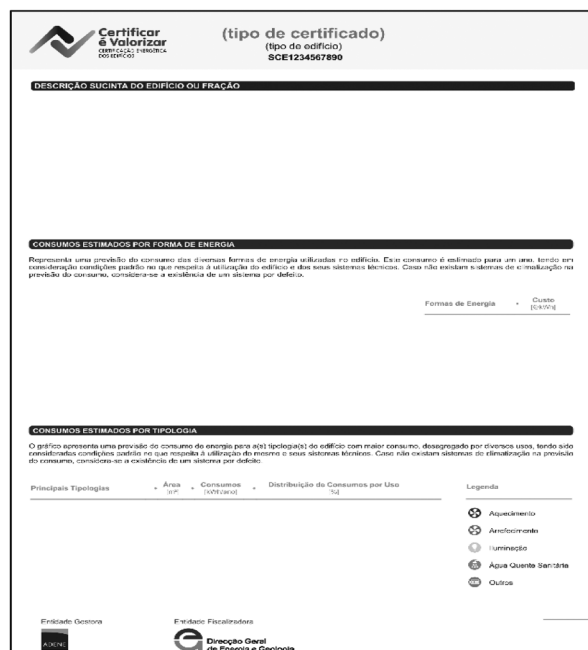 Certificar
é Valorizar
CERTIFICAÇÃO ENERGÉTICA
DOS EDIFÍCIOS
(tipo de certificado)
(tipo de edifício)
SCE1234567890
DESCRIÇÃO SUCINTA DO EDIFÍCIO OU FRAÇÃO
CONSUMOS ESTIMADOS POR FORMA DE ENERGIA
Representa uma previsão do consumo das diversas formas de energia utilizadas no edifício. Este consumo é estimado para um ano, tendo em
consideração condições padrão no que respeita à utilização do edifício e dos seus sistemas técnicos. Caso não existam sistemas de climatização na
previsão do consumo, considera-se a existência de um sistema por defeito.
Formas de Energia
Custo
[€/kWh]
CONSUMOS ESTIMADOS POR TIPOLOGIA
O gráfico apresenta uma previsão do consumo de energia para a(s) tipologia(s) do edifício com maior consumo, desagregado por diversos usos, tendo sido
consideradas condições padrão no que respeita à utilização do mesmo e seus sistemas técnicos. Caso não existam sistemas de climatização na previsão
do consumo, considera-se a existência de um sistema por defeito.
Principais Tipologias
Área
[m²]
Consumos
[kWh/ano]
Distribuição de Consumos por Uso
[%]
Legenda
Aquecimento
Arrefecimento
Iluminação
Água Quente Sanitária
Outros
Entidade Gestora
Entidade Fiscalizadora
ADENE
Direcção Geral
de Energia e Geologia